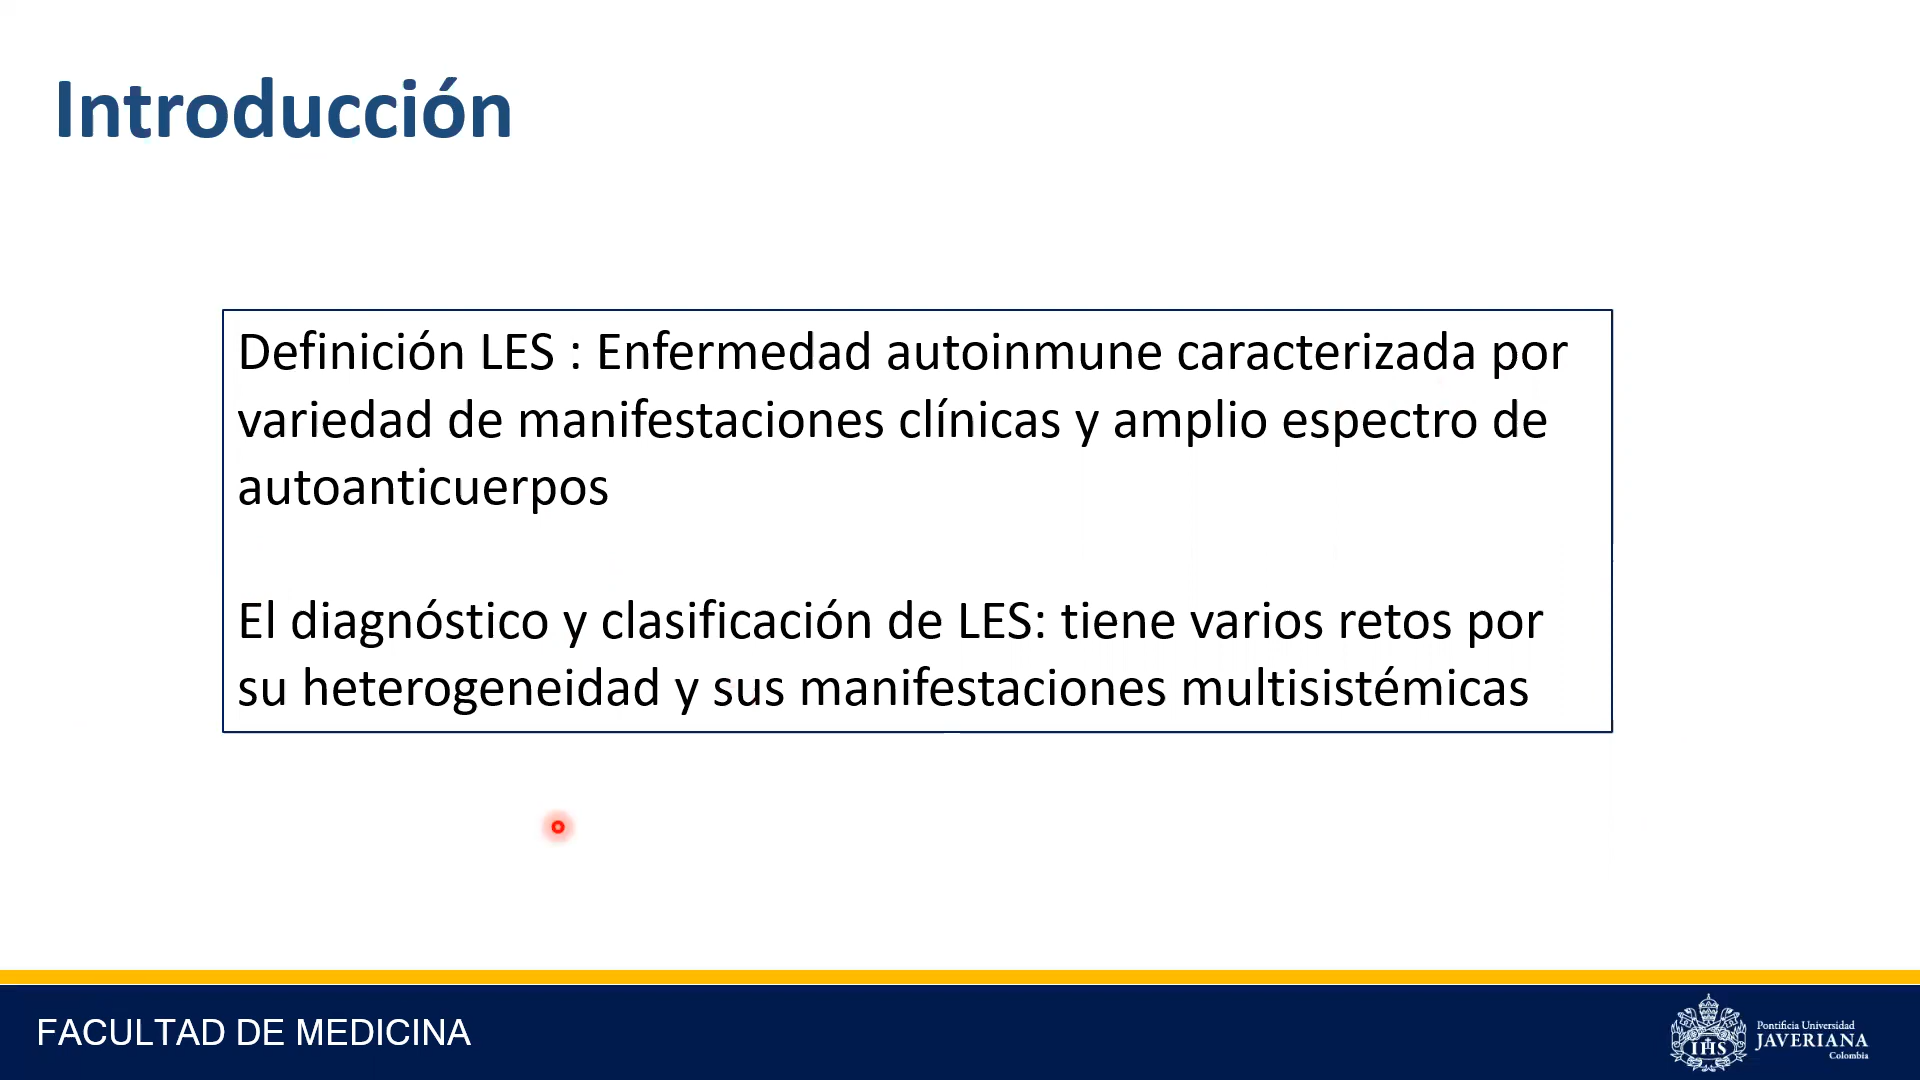 Introducción
Definición LES : Enfermedad autoinmune caracterizada por
variedad de manifestaciones clínicas y amplio espectro de
autoanticuerpos
El diagnóstico y clasificación de LES: tiene varios retos por
su heterogeneidad y sus manifestaciones multisistémicas
FACULTAD DE MEDICINA
IHS
Pontificia Universidad
JAVERIANA
Colombia